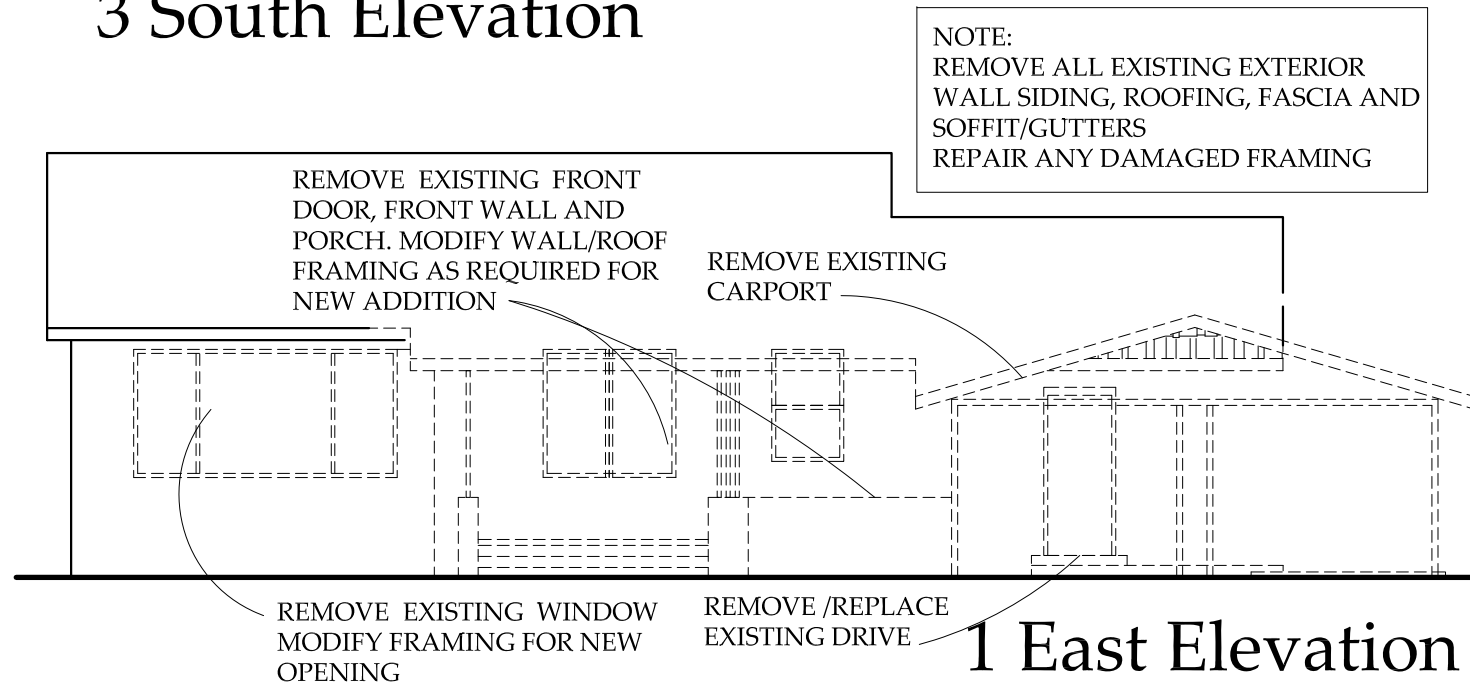 3 South Elevation
NOTE:
REMOVE ALL EXISTING EXTERIOR
WALL SIDING, ROOFING, FASCIA AND
SOFFIT/GUTTERS
REPAIR ANY DAMAGED FRAMING
REMOVE EXISTING FRONT
DOOR, FRONT WALL AND
PORCH. MODIFY WALL/ROOF
FRAMING AS REQUIRED FOR
NEW ADDITION
REMOVE EXISTING
CARPORT
REMOVE EXISTING WINDOW
MODIFY FRAMING FOR NEW
OPENING
REMOVE /REPLACE
EXISTING DRIVE
1 East Elevation